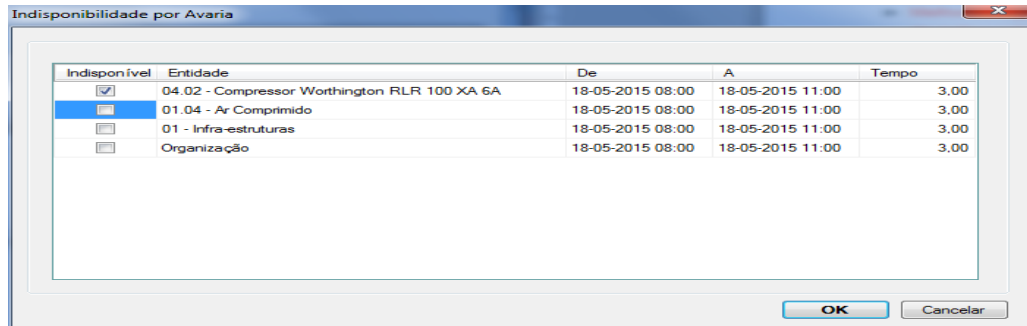 Indisponibilidade por Avaria
Indisponível Entidade De A Tempo
04.02 - Compressor Worthington RLR 100 XA 6A 18-05-2015 08:00 18-05-2015 11:00 3,00
01.04 - Ar Comprimido 18-05-2015 08:00 18-05-2015 11:00 3,00
01 - Infra-estruturas 18-05-2015 08:00 18-05-2015 11:00 3,00
Organização 18-05-2015 08:00 18-05-2015 11:00 3,00
OK Cancelar